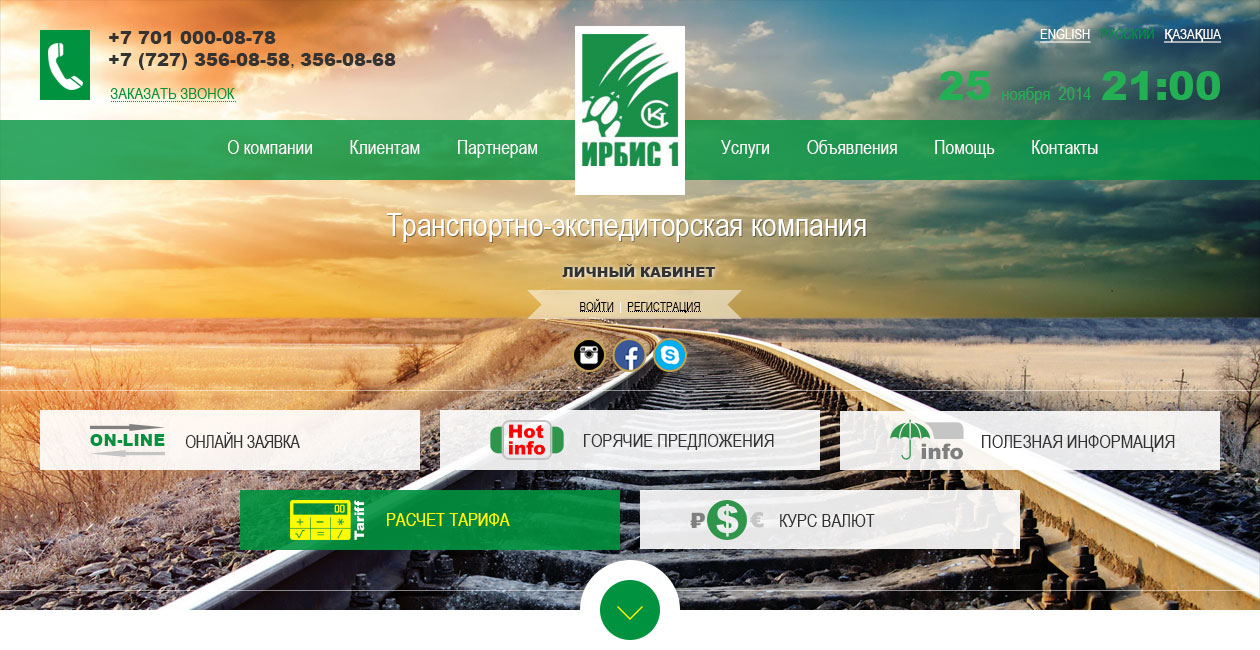 +7 701 000-08-78
+7 (727) 356-08-58, 356-08-68
ЗАКАЗАТЬ ЗВОНОК
ENGLISH РУССКИЙ ҚАЗАҚША
25 ноября 2014 21:00
ИРБИС 1
О компании Клиентам Партнерам Услуги Объявления Помощь Контакты
Транспортно-экспедиторская компания
ЛИЧНЫЙ КАБИНЕТ
ВОЙТИ | РЕГИСТРАЦИЯ
ON-LINE ОНЛАЙН ЗАЯВКА
Hot info ГОРЯЧИЕ ПРЕДЛОЖЕНИЯ
info ПОЛЕЗНАЯ ИНФОРМАЦИЯ
Tariff РАСЧЕТ ТАРИФА
₽ $ € КУРС ВАЛЮТ